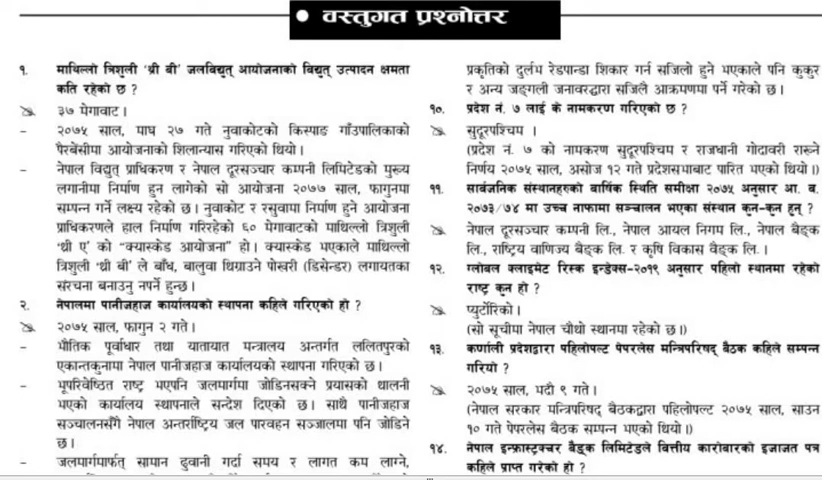 ● वस्तुगत प्रश्नोत्तर
१. माथिल्लो त्रिशुली ‘थ्री बी’ जलविद्युत् आयोजनाको विद्युत् उत्पादन क्षमता
कति रहेको छ ?
३७ मेगावाट ।
– २०७५ साल, माघ २७ गते नुवाकोटको किस्पाङ गाँउपालिकाको
पैरबेंसीमा आयोजनाको शिलान्यास गरिएको थियो ।
– नेपाल विद्युत् प्राधिकरण र नेपाल दूरसञ्चार कम्पनी लिमिटेडको मुख्य
लगानीमा निर्माण हुन लागेको सो आयोजना २०७७ साल, फागुनमा
सम्पन्न गर्ने लक्ष्य रहेको छ । नुवाकोट र रसुवामा निर्माण हुने आयोजना
प्राधिकरणले हाल निर्माण गरिरहेको ६० मेगावाटको माथिल्लो त्रिशुली
‘थ्री ए’ को “क्यास्केड आयोजना” हो । क्यास्केड भएकाले माथिल्लो
त्रिशुली ‘थ्री बी’ ले बाँध, बालुवा थिग्राउने पोखरी (डिसेन्डर) लगायतका
संरचना बनाउनु नपर्ने हुन्छ ।
२. नेपालमा पानीजहाज कार्यालयको स्थापना कहिले गरिएको हो ?
२०७५ साल, फागुन २ गते ।
– भौतिक पूर्वाधार तथा यातायात मन्त्रालय अन्तर्गत ललितपुरको
एकान्तकुनामा नेपाल पानीजहाज कार्यालयको स्थापना गरिएको छ ।
– भूपरिवेष्ठित राष्ट्र भएपनि जलमार्गमा जोडिनसक्ने प्रयासको थालनी
भएको कार्यालय स्थापनाले सन्देश दिएको छ । साथै पानीजहाज
सञ्चालनसँगै नेपाल अन्तर्राष्ट्रिय जल पारवहन सञ्जालमा पनि जोडिने
छ ।
– जलमार्गमार्फत् सामान ढुवानी गर्दा समय र लागत कम लाग्ने,
प्रकृतिको दुर्लभ रेडपान्डा शिकार गर्न सजिलो हुने भएकाले पनि कुकुर
र अन्य जङ्गली जनावरद्वारा सजिलै आक्रमणमा पर्ने गरेको छ ।
१०. प्रदेश नं. ७ लाई के नामकरण गरिएको छ ?
सुदूरपश्चिम ।
(प्रदेश नं. ७ को नामकरण सुदूरपश्चिम र राजधानी गोदावरी राख्ने
निर्णय २०७५ साल, असोज १२ गते प्रदेशसभाबाट पारित भएको थियो ।)
११. सार्वजनिक संस्थानहरुको वार्षिक स्थिति समीक्षा २०७५ अनुसार आ. ब.
२०७३/७४ मा उच्च नाफामा सञ्चालन भएका संस्थान कुन-कुन हुन् ?
नेपाल दूरसञ्चार कम्पनी लि., नेपाल आयल निगम लि., नेपाल बैङ्क
लि., राष्ट्रिय वाणिज्य बैङ्क लि. र कृषि विकास बैङ्क लि. ।
१२. ग्लोबल क्लाइमेट रिस्क इन्डेक्स-२०१९ अनुसार पहिलो स्थानमा रहेको
राष्ट्र कुन हो ?
प्युर्टोरिको ।
(सो सूचीमा नेपाल चौथो स्थानमा रहेको छ ।)
१३. कर्णाली प्रदेशद्वारा पहिलोपल्ट पेपरलेस मन्त्रिपरिषद् बैठक कहिले सम्पन्न
गरियो ?
२०७५ साल, भदौ ९ गते ।
(नेपाल सरकार मन्त्रिपरिषद् बैठकद्वारा पहिलोपल्ट २०७५ साल, साउन
१० गते पेपरलेस बैठक सम्पन्न भएको थियो ।)
१४. नेपाल इन्फ्रास्ट्रक्चर बैङ्क लिमिटेडले वित्तीय कारोबारको इजाजत पत्र
कहिले प्राप्त गरेको हो ?